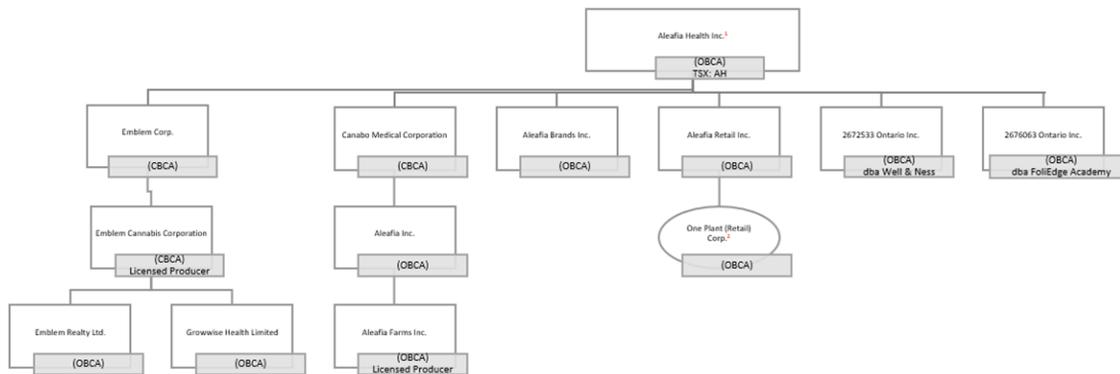 Aleafia Health Inc.1
(OBCA)
TSX: AH
Emblem Corp.
(CBCA)
Canabo Medical Corporation
(CBCA)
Aleafia Brands Inc.
(OBCA)
Aleafia Retail Inc.
(OBCA)
2672533 Ontario Inc.
(OBCA)
dba Well & Ness
2676063 Ontario Inc.
(OBCA)
dba FoliEdge Academy
Emblem Cannabis Corporation
(CBCA)
Licensed Producer
Aleafia Inc.
(OBCA)
One Plant (Retail)
Corp.2
(OBCA)
Emblem Realty Ltd.
(OBCA)
Growwise Health Limited
(OBCA)
Aleafia Farms Inc.
(OBCA)
Licensed Producer